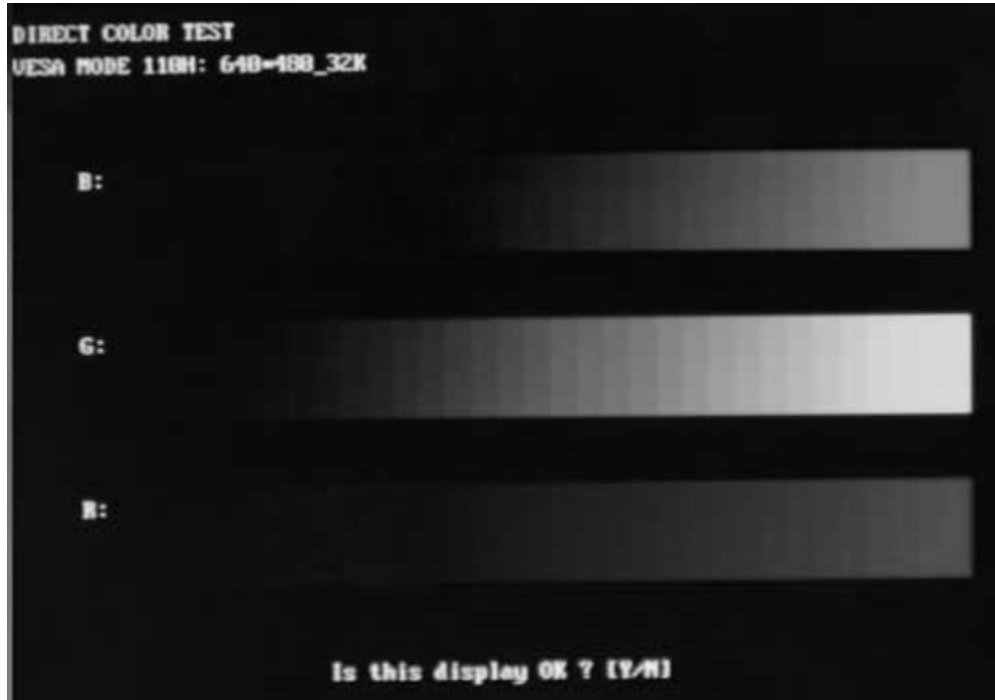 DIRECT COLOR TEST
VESA MODE 110H: 640*480_32K
B:
G:
R:
Is this display OK ? [Y/N]